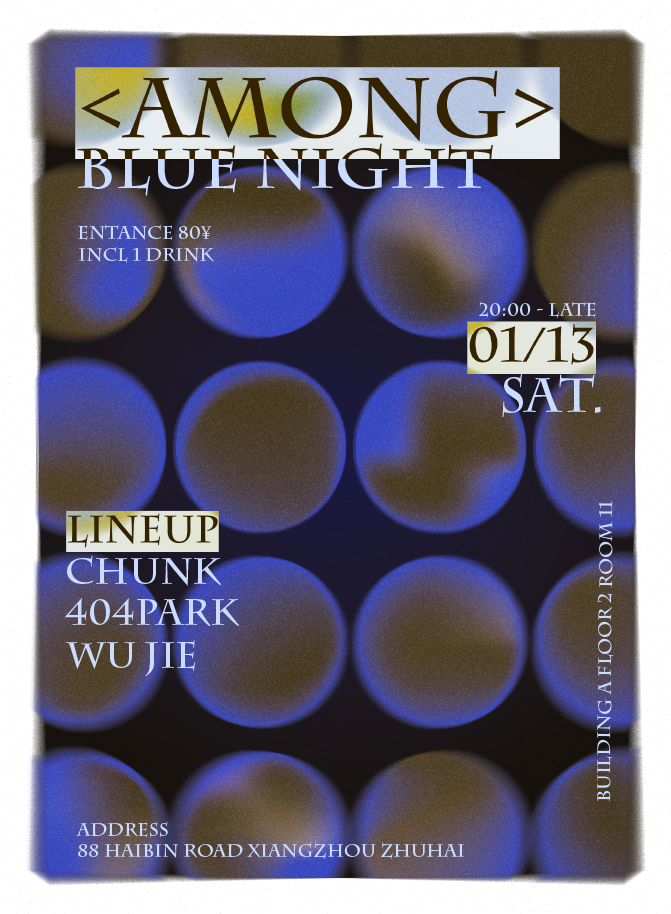 <AMONG>
BLUE NIGHT
ENTANCE 80¥
INCL 1 DRINK
20:00 - LATE
01/13
SAT.
LINEUP
CHUNK
404PARK
WU JIE
BUILDING A FLOOR 2 ROOM 11
ADDRESS
88 HAIBIN ROAD XIANGZHOU ZHUHAI